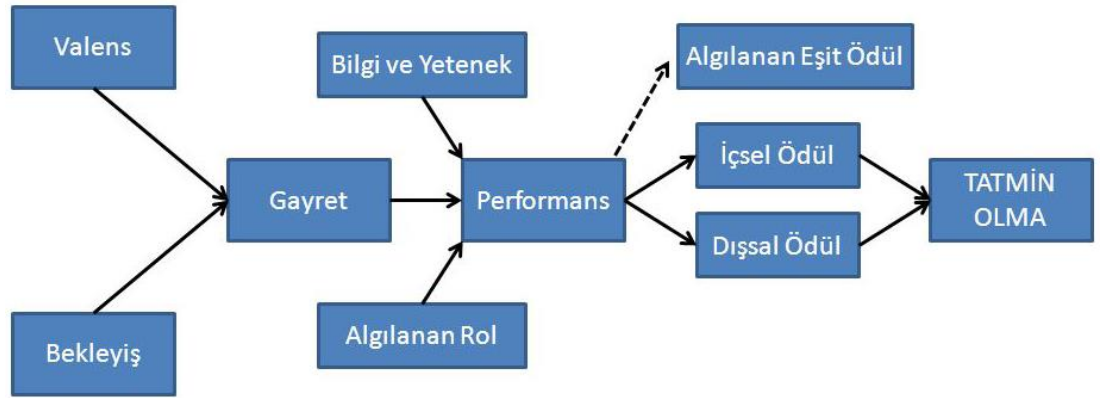 Valens
Bilgi ve Yetenek
Algılanan Eşit Ödül
Gayret
Performans
İçsel Ödül
Dışsal Ödül
TATMİN
OLMA
Bekleyiş
Algılanan Rol